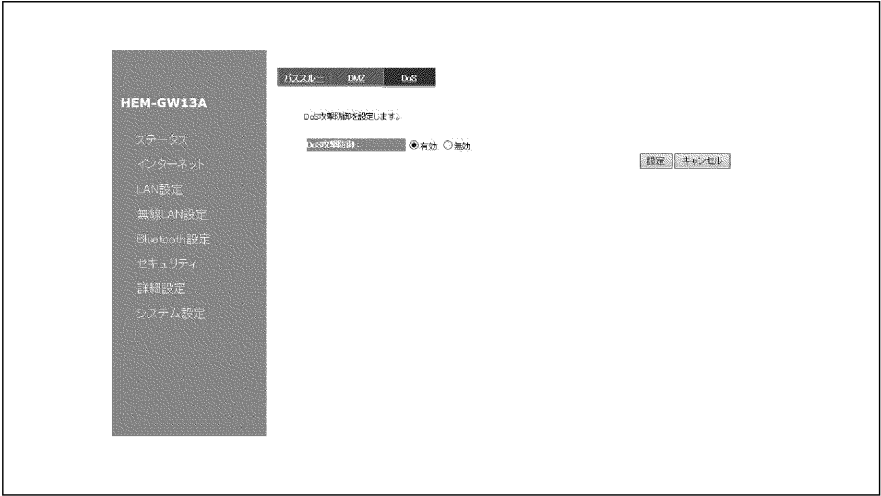 パススルー DMZ DoS
HEM-GW13A
DoS攻撃防御を設定します。
DoS攻撃防御: ●有効 ○無効
設定 キャンセル
ステータス
インターネット
LAN設定
無線LAN設定
Bluetooth設定
セキュリティ
詳細設定
システム設定